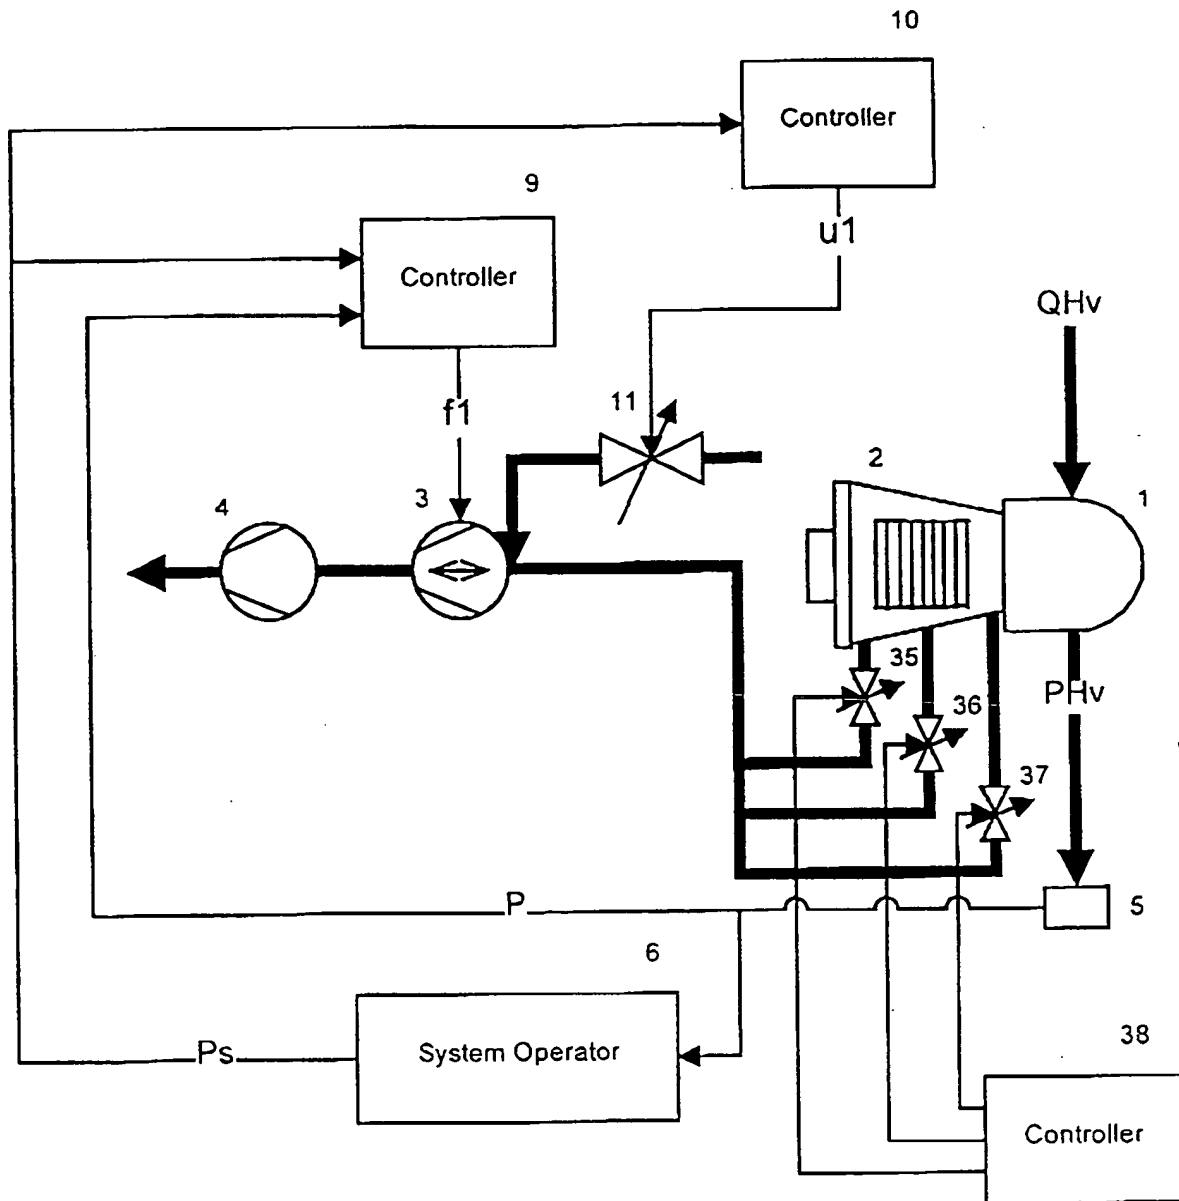 10
Controller
u1
9
Controller
f1
QHv
11
2
1
4
3
35
PHv
36
37
P
5
6
System Operator
Ps
38
Controller